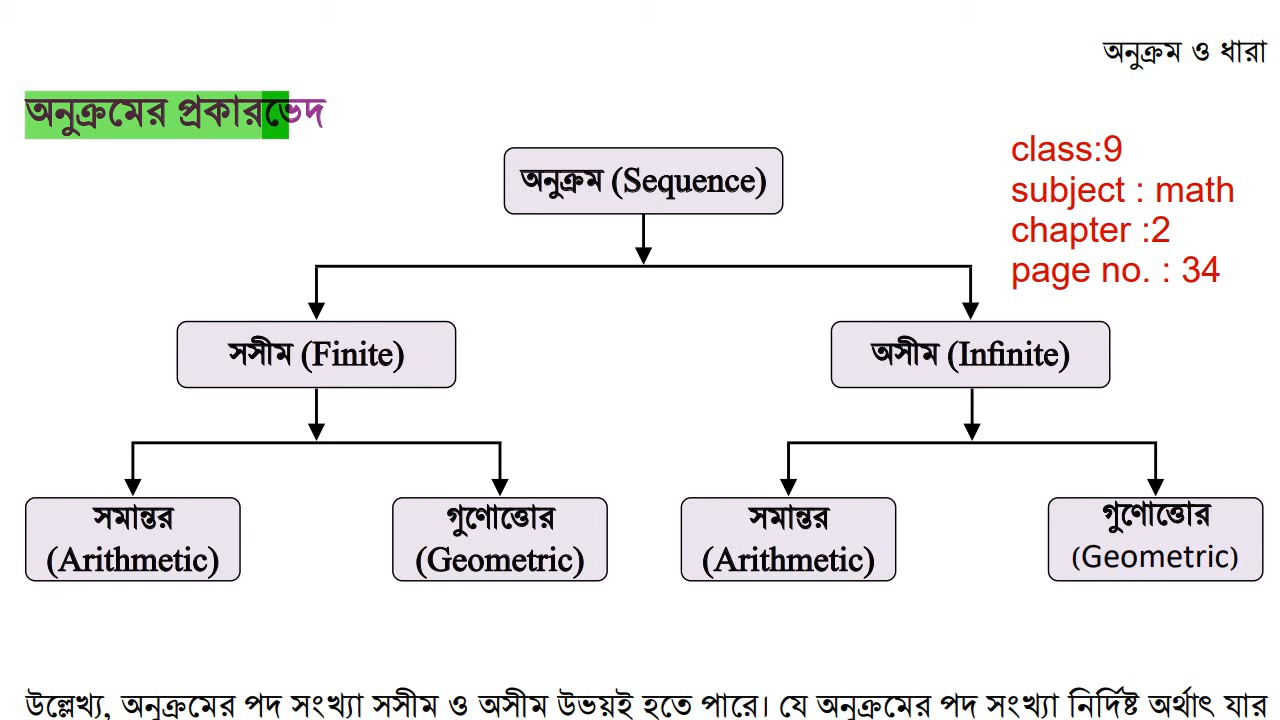 অনুক্রম ও ধারা
অনুক্রমের প্রকারভেদ
class:9
subject : math
chapter :2
page no. : 34
অনুক্রম (Sequence)
সসীম (Finite)
অসীম (Infinite)
সমান্তর
(Arithmetic)
গুণোত্তোর
(Geometric)
সমান্তর
(Arithmetic)
গুণোত্তোর
(Geometric)
উল্লেখ্য, অনুক্রমের পদ সংখ্যা সসীম ও অসীম উভয়ই হতে পারে। যে অনুক্রমের পদ সংখ্যা নির্দিষ্ট অর্থাৎ যার